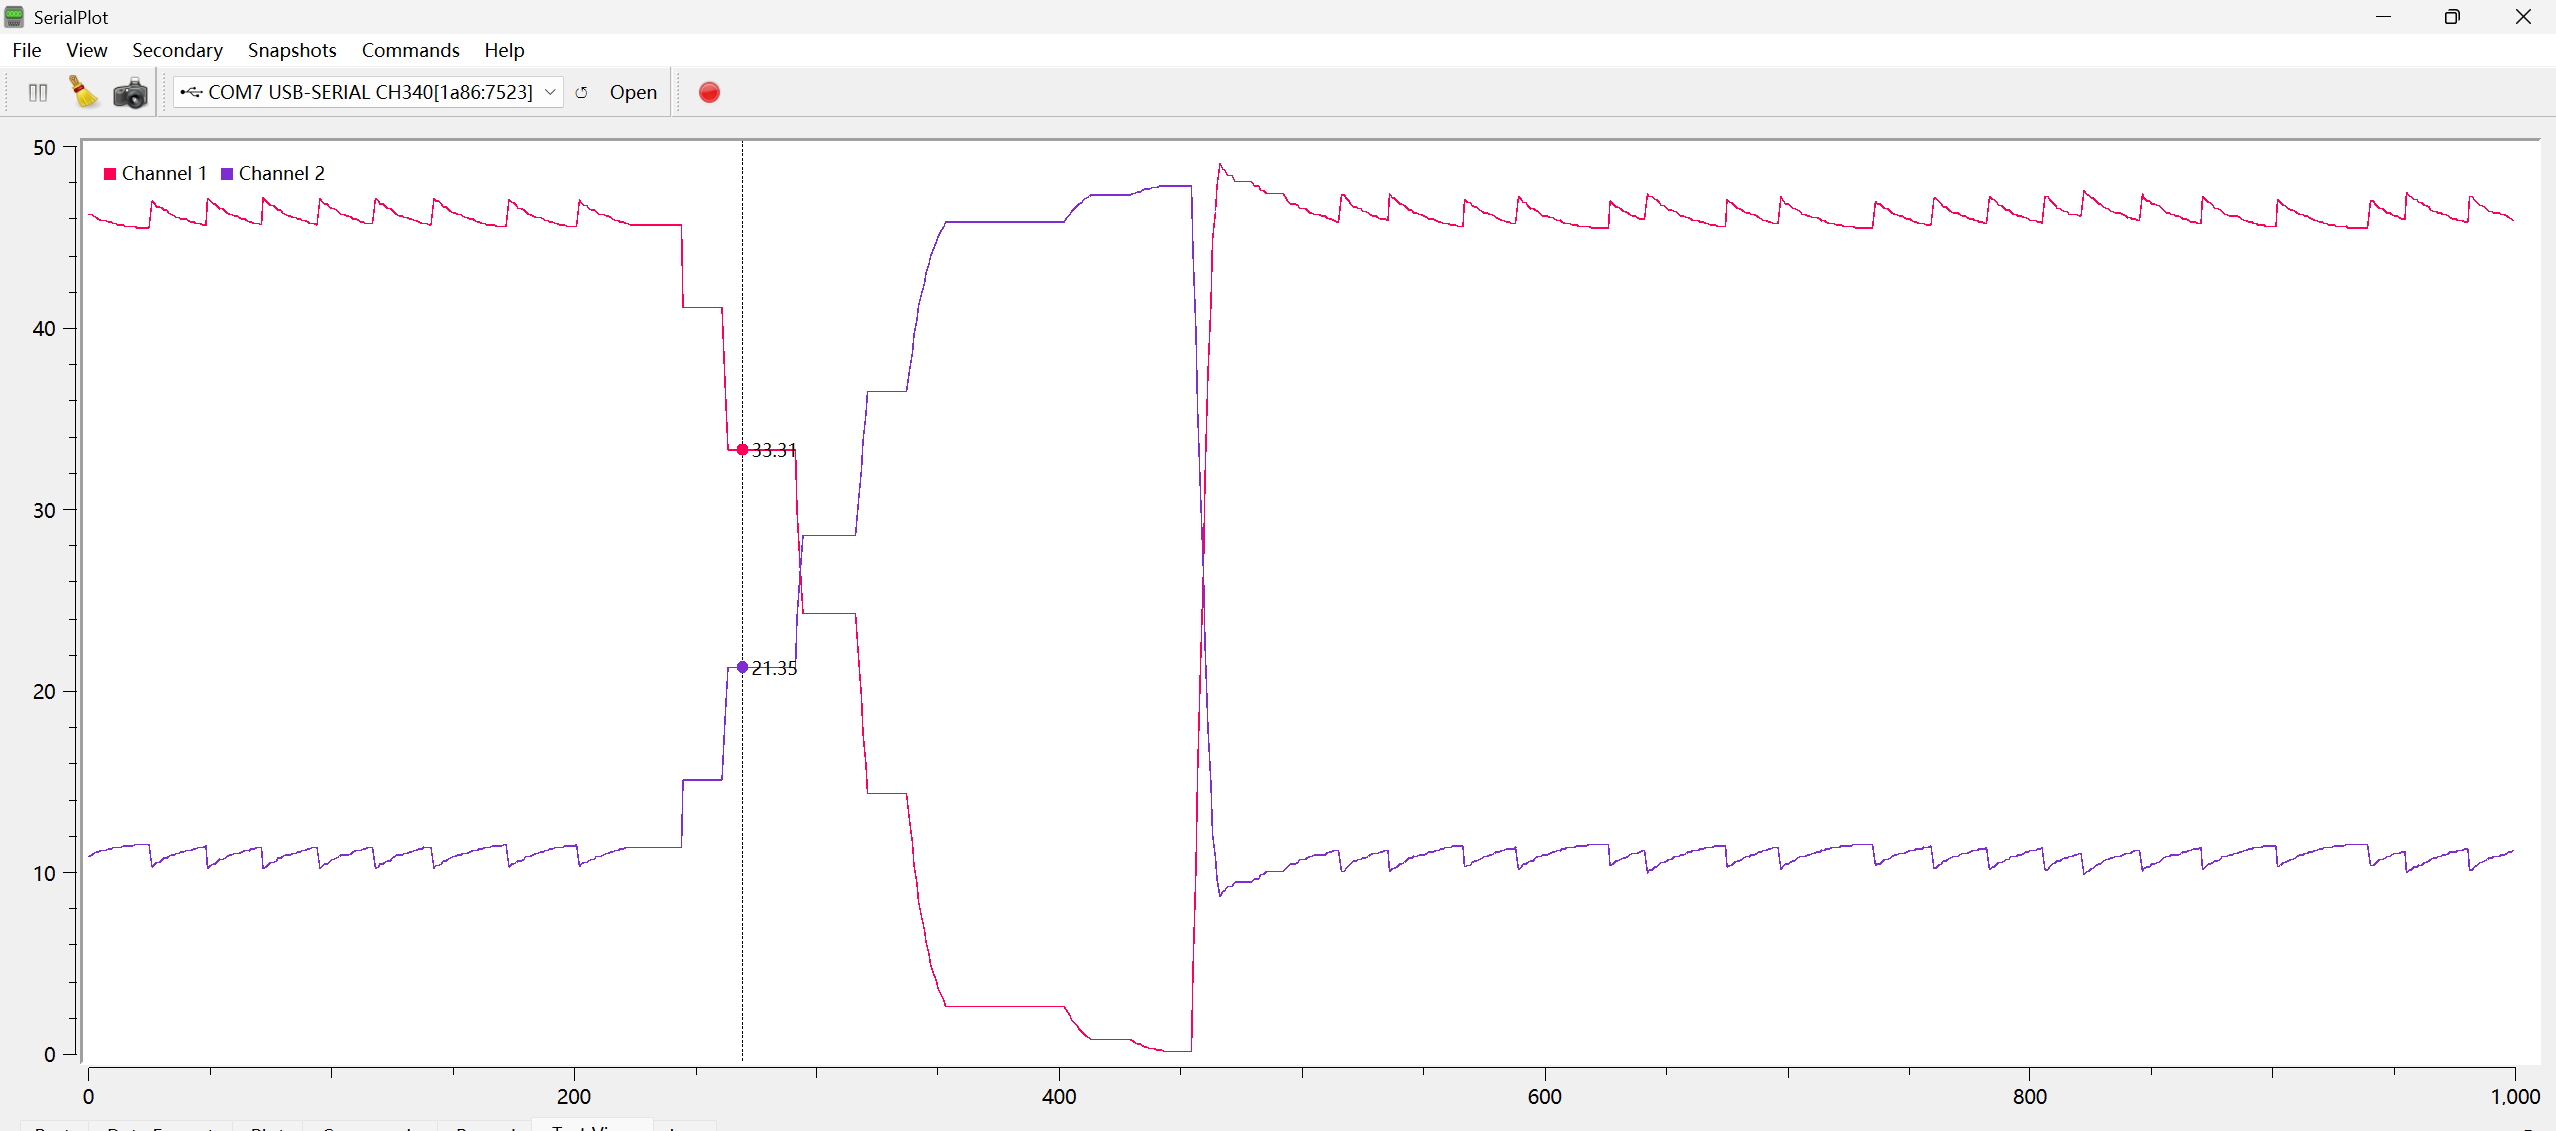 SerialPlot
File View Secondary Snapshots Commands Help
COM7 USB-SERIAL CH340[1a86:7523] Open
50
Channel 1 Channel 2
40
33.31
30
21.35
20
10
0
0 200 400 600 800 1,000